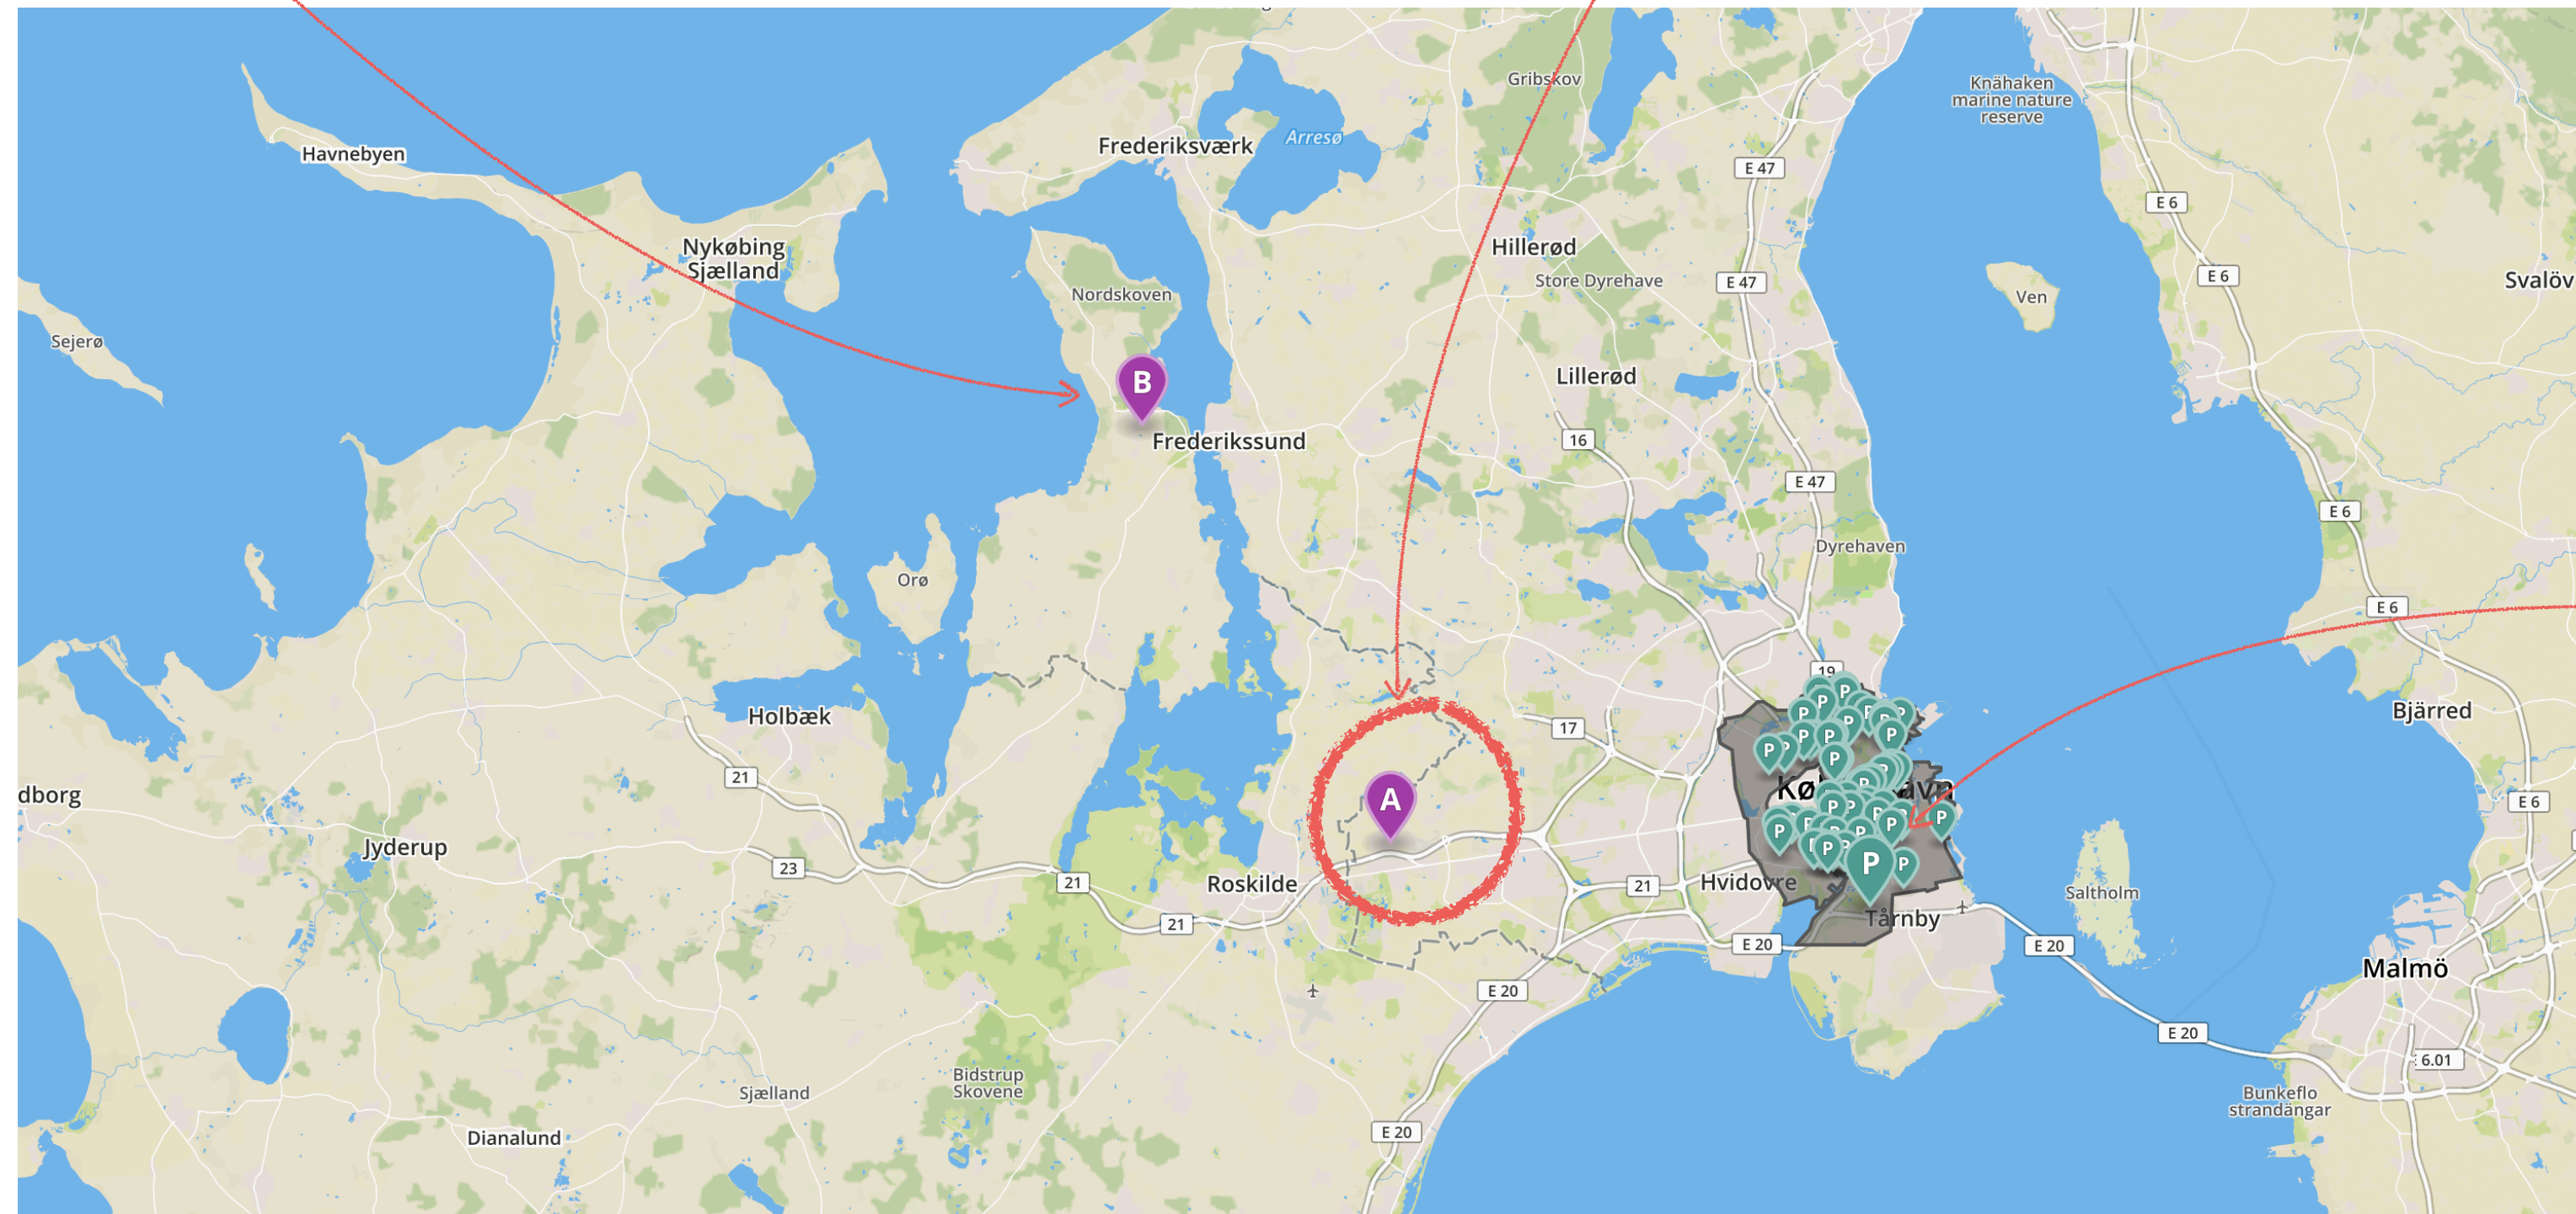 Gribskov
Knähaken
marine nature
reserve
Havnebyen
Frederiksværk
Arresø
E 47
E 6
Nykøbing
Sjælland
Hillerød
Store Dyrehave
E 47
E 6
Svalöv
Nordskoven
Ven
Sejerø
B
Lillerød
Frederikssund
16
E 47
E 6
Dyrehaven
Orø
E 6
19
P
P
P
P
P
P
P
P
P
P
P
P
Holbæk
17
Bjärred
21
dborg
A
P
P
P
P
P
P
E 6
Jyderup
23
21
Roskilde
21
Hvidovre
P
P
P
Saltholm
21
Tårnby
E 20
E 20
Malmö
E 20
E 20
6.01
Bidstrup
Skovene
Sjælland
Bunkeflo
strandängar
Dianalund
E 20